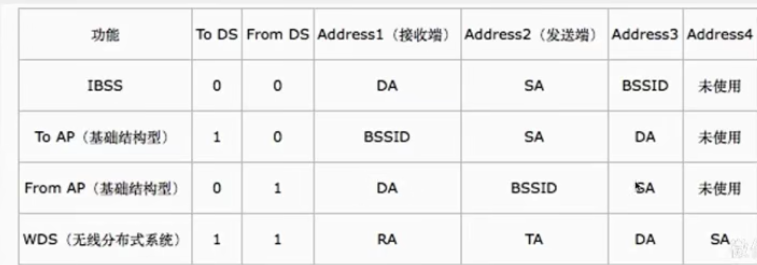 功能 To DS From DS Address1（接收端） Address2（发送端） Address3 Address4
IBSS 0 0 DA SA BSSID 未使用
To AP（基础结构型） 1 0 BSSID SA DA 未使用
From AP（基础结构型） 0 1 DA BSSID SA 未使用
WDS（无线分布式系统） 1 1 RA TA DA SA